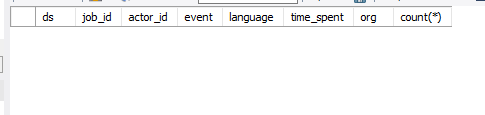 ds job_id actor_id event language time_spent org count(*)